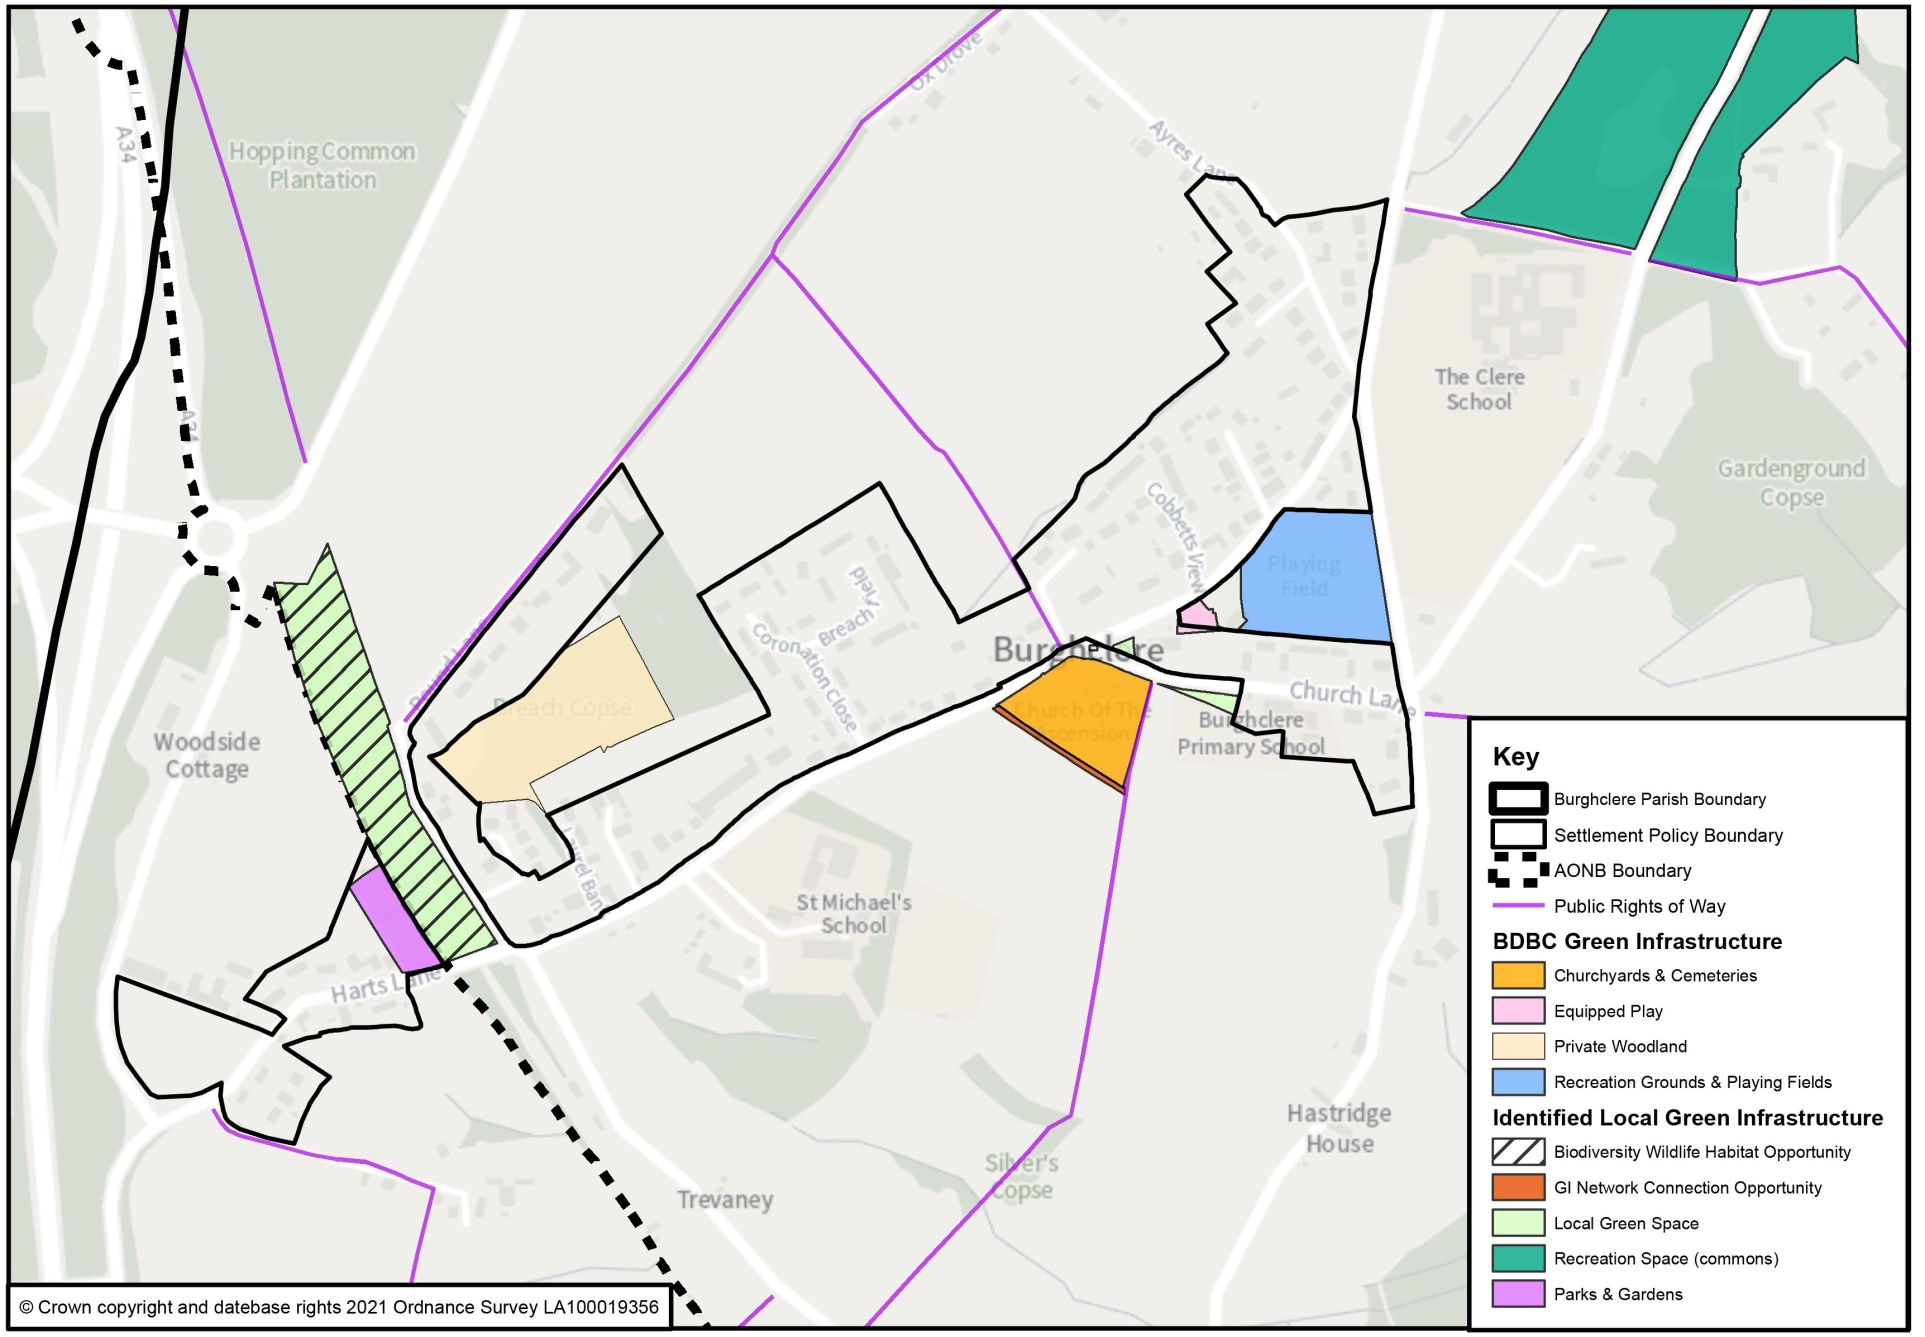 Ox Drove
A34
Hopping Common
Plantation
Ayres Lane
The Clere
School
A34
Gardenground
Copse
Cobbetts View
Playing
Field
Breach Field
Coronation Close
Burghclere
Church Lane
Breach Copse
Church Of The
Ascension
Burghclere
Primary School
Woodside
Cottage
Laurel Bank
St Michael's
School
Harts Lane
Hastridge
House
Silver's
Copse
Trevaney
Key
Burghclere Parish Boundary
Settlement Policy Boundary
AONB Boundary
Public Rights of Way
BDBC Green Infrastructure
Churchyards & Cemeteries
Equipped Play
Private Woodland
Recreation Grounds & Playing Fields
Identified Local Green Infrastructure
Biodiversity Wildlife Habitat Opportunity
GI Network Connection Opportunity
Local Green Space
Recreation Space (commons)
Parks & Gardens
© Crown copyright and datebase rights 2021 Ordnance Survey LA100019356